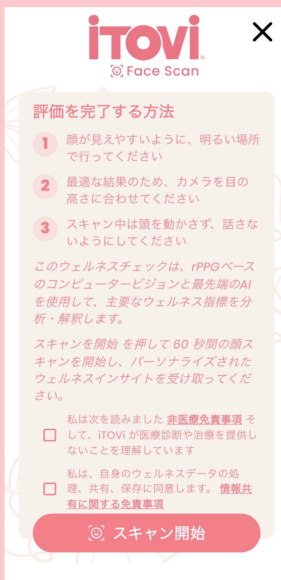 iTOVi
Face Scan
評価を完了する方法
1 顔が見えやすいように、明るい場所
で行ってください
2 最適な結果のため、カメラを目の
高さに合わせてください
3 スキャン中は頭を動かさず、話さな
いようにしてください
このウェルネスチェックは、rPPGベース
のコンピュータービジョンと最先端のAI
を使用して、主要なウェルネス指標を分
析・解釈します。
スキャンを開始 を押して 60 秒間の顔ス
キャンを開始し、パーソナライズされた
ウェルネスインサイトを受け取ってくだ
さい。
私は次を読みました 非医療免責事項 そ
して、iTOVi が医療診断や治療を提供し
ないことを理解しています
私は、自身のウェルネスデータの処
理、共有、保存に同意します。 情報共
有に関する免責事項
スキャン開始